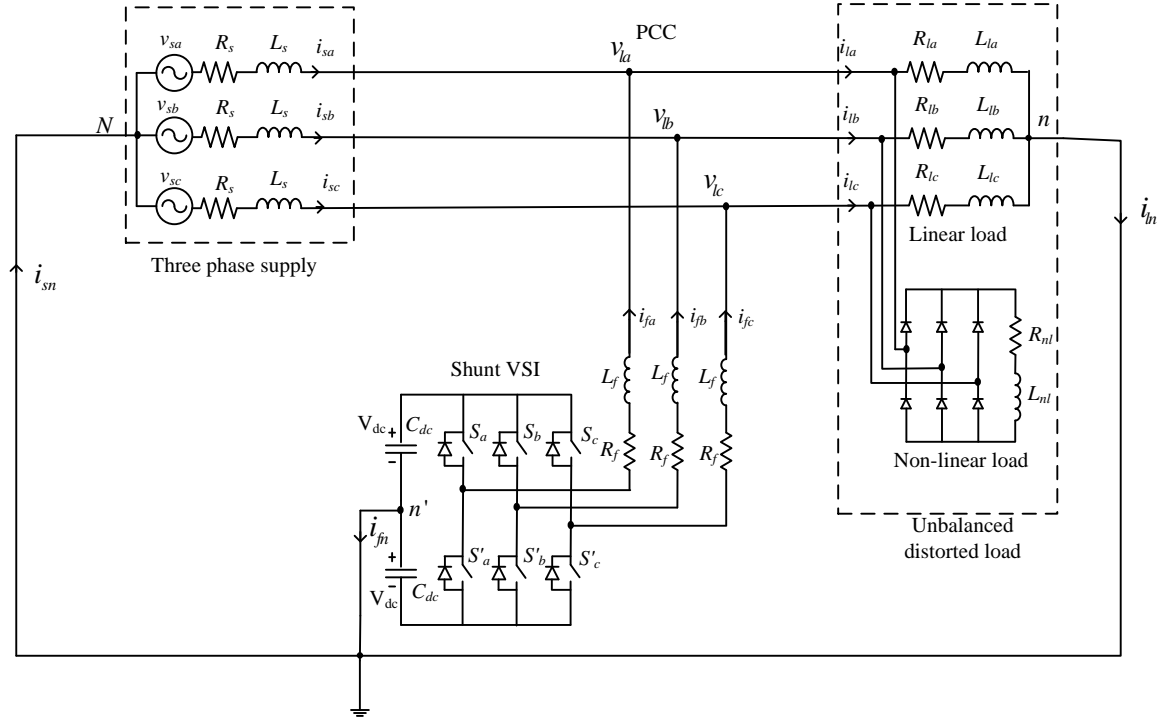 v_sa R_s L_s i_sa
v_la
PCC
i_la R_la L_la
N v_sb R_s L_s i_sb
v_lb
i_lb R_lb L_lb n
v_sc R_s L_s i_sc
v_lc
i_lc R_lc L_lc
Linear load
Three phase supply
i_sn
i_ln
i_fa i_fb i_fc
R_nl
L_nl
Shunt VSI
L_f L_f L_f
V_dc + - C_dc S_a S_b S_c
R_f R_f R_f
Non-linear load
n'
i_fn
Unbalanced
distorted load
+ - V_dc C_dc S'_a S'_b S'_c